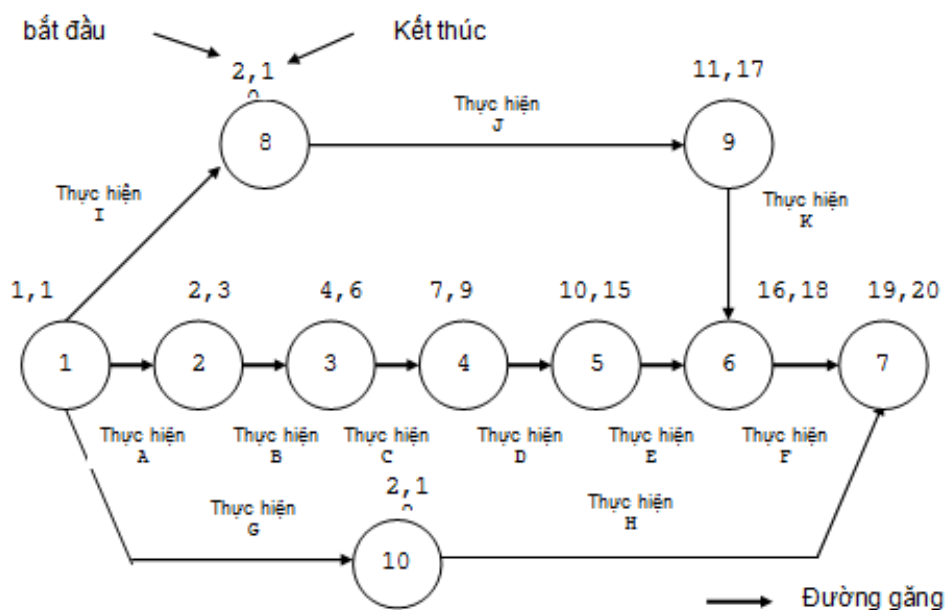 bắt đầu
Kết thúc
2,1
11,17
Thực hiện
J
8
9
Thực hiện
I
Thực hiện
K
1,1
2,3
4,6
7,9
10,15
16,18
19,20
1
2
3
4
5
6
7
Thực hiện
A
Thực hiện
B
Thực hiện
C
Thực hiện
D
Thực hiện
E
Thực hiện
F
Thực hiện
G
2,1
Thực hiện
H
10
Đường găng